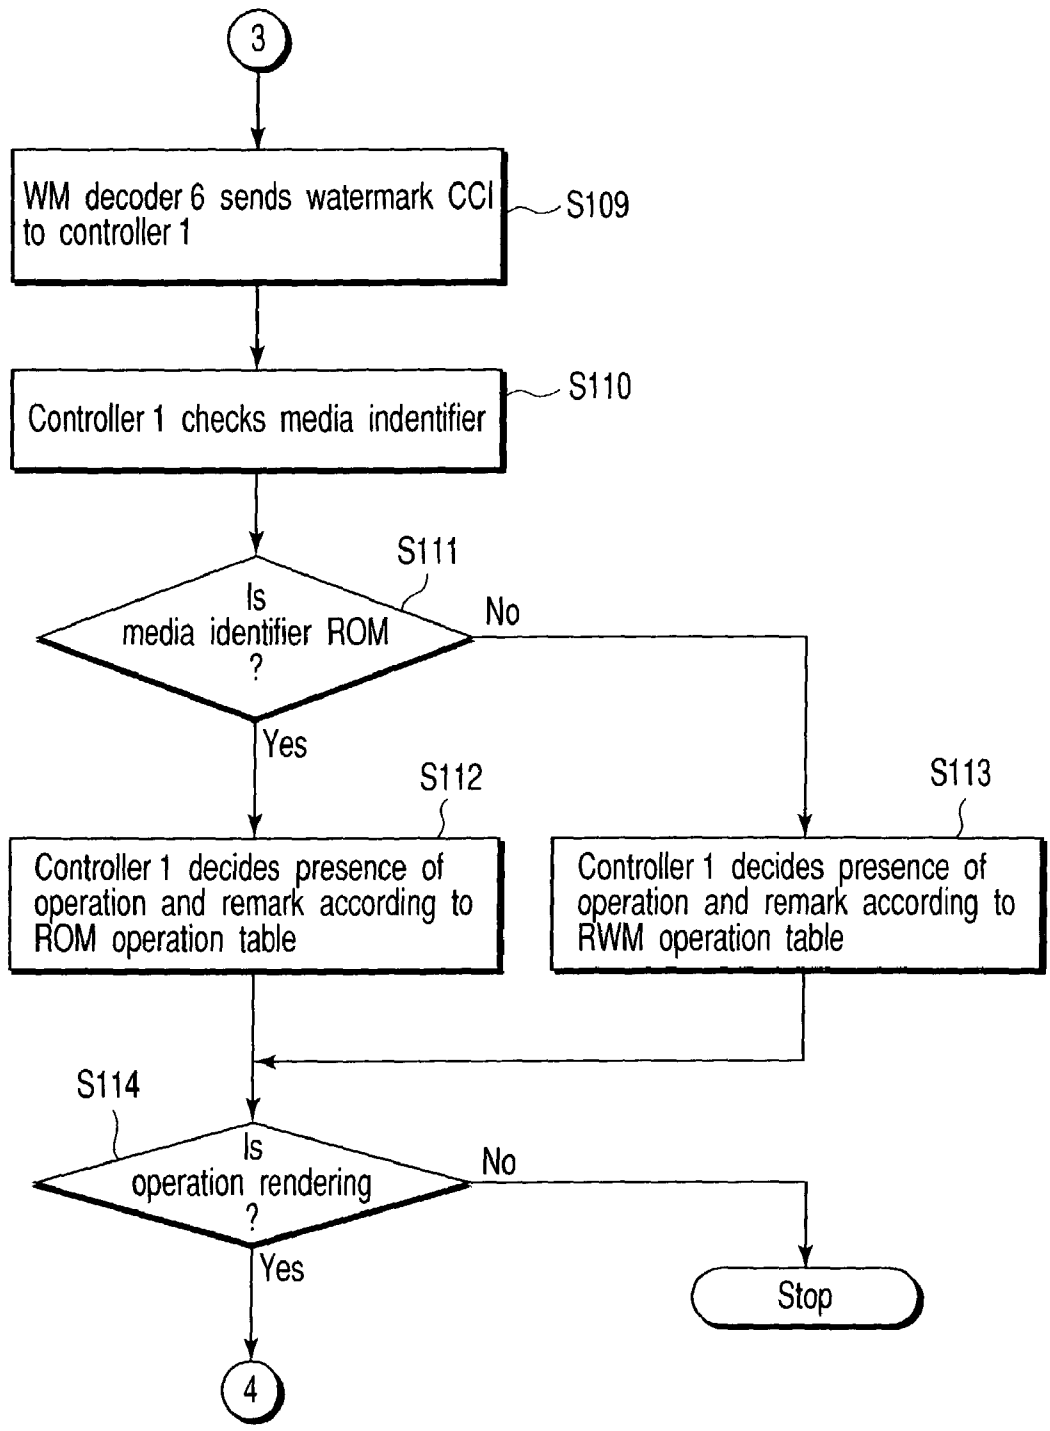 3
WM decoder 6 sends watermark CCI
to controller 1
S109
Controller 1 checks media indentifier
S110
S111
Is
media identifier ROM
?
No
Yes
S112
Controller 1 decides presence of
operation and remark according to
ROM operation table
S113
Controller 1 decides presence of
operation and remark according to
RWM operation table
S114
Is
operation rendering
?
No
Yes
Stop
4